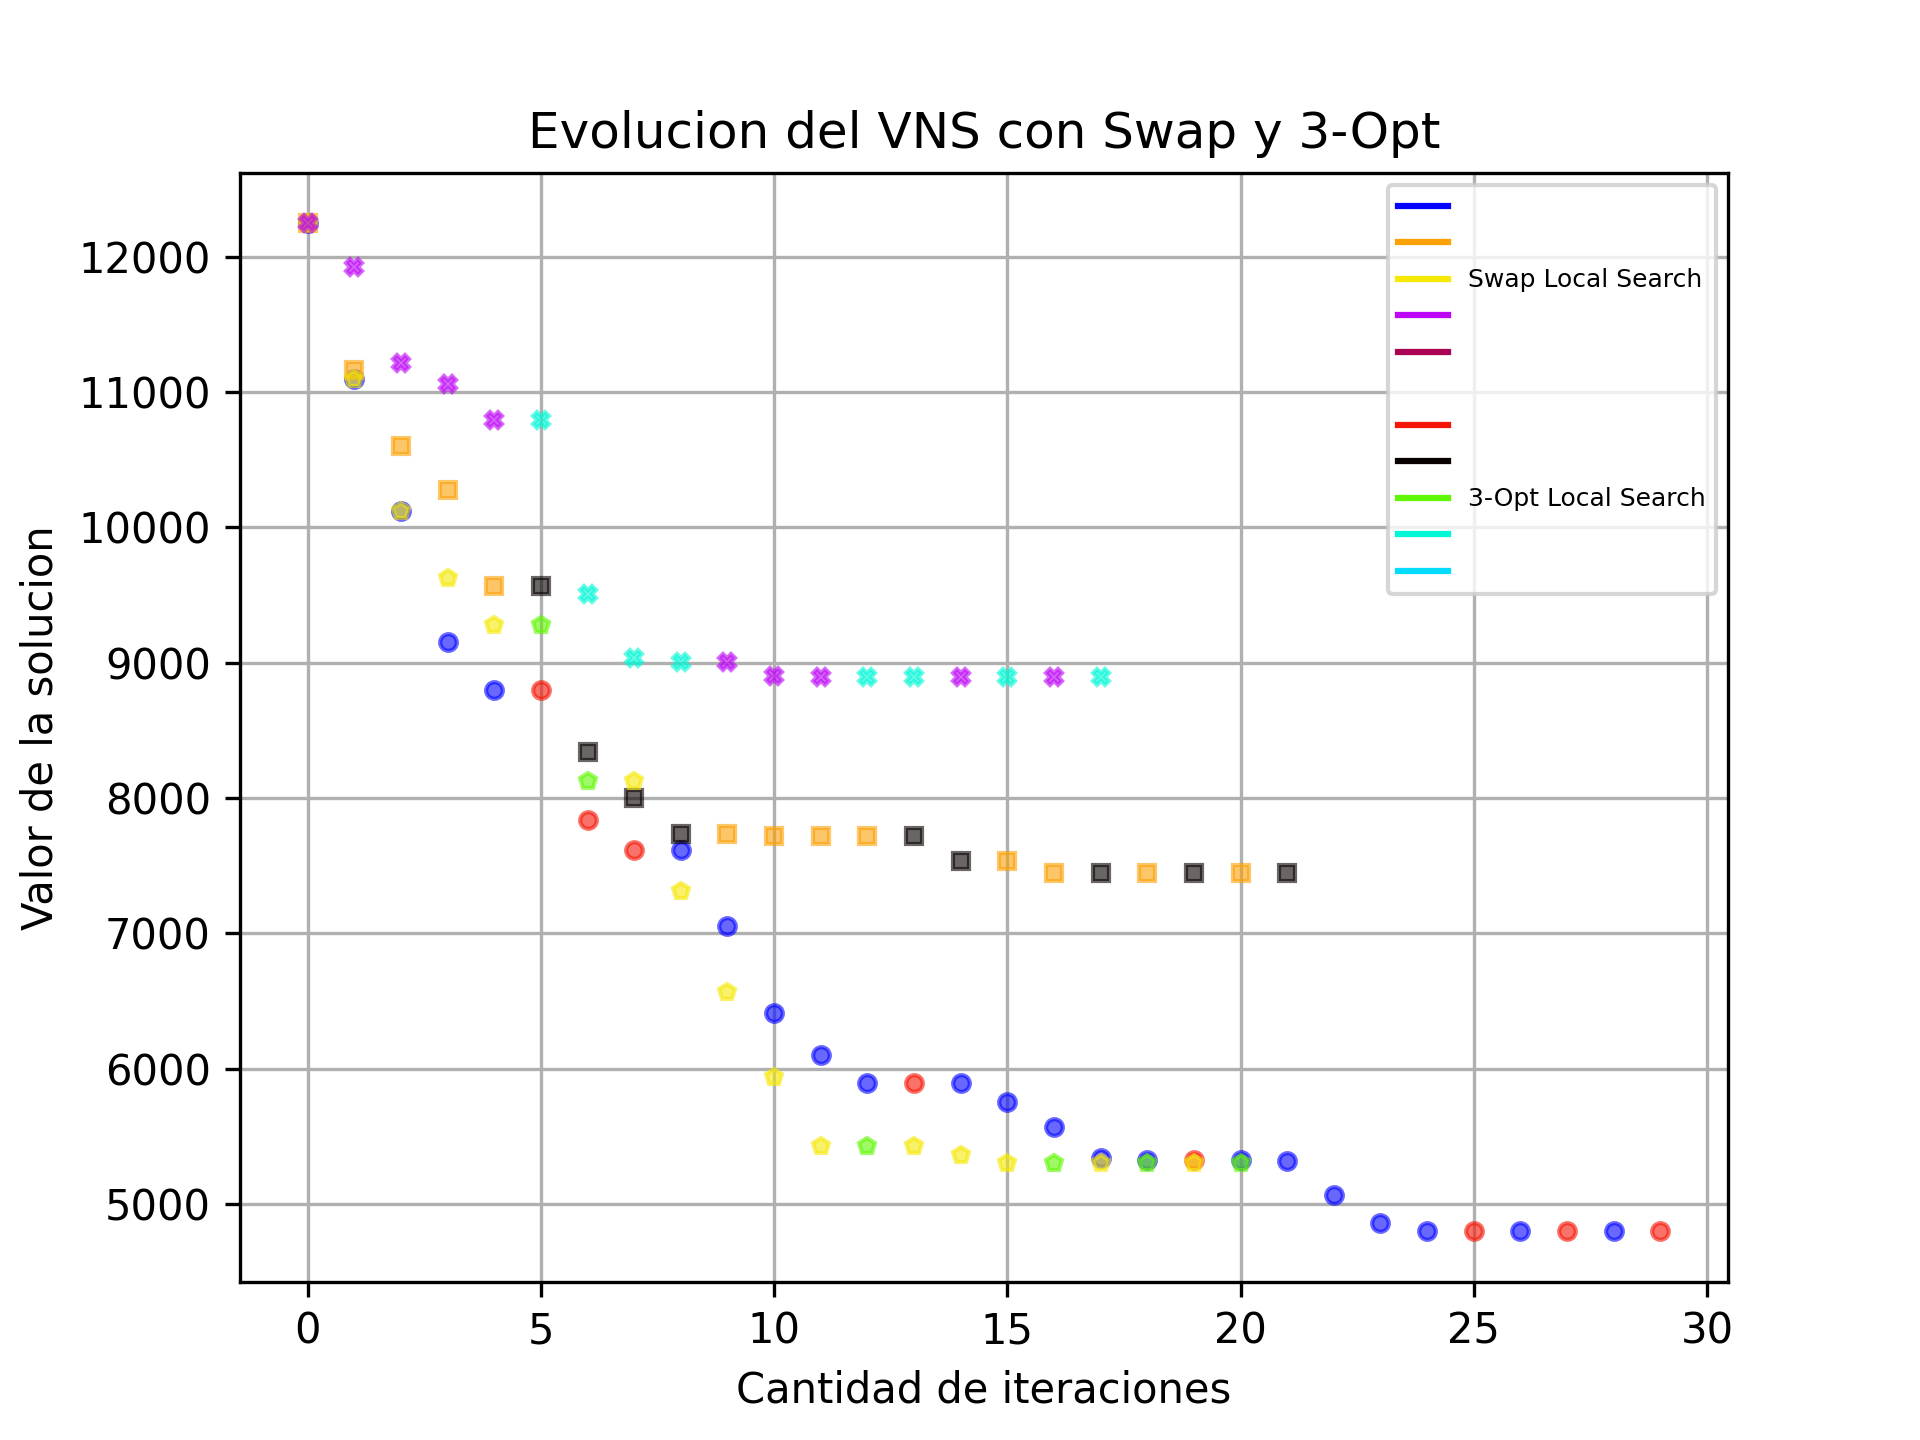 Evolucion del VNS con Swap y 3-Opt
Swap Local Search
3-Opt Local Search
Valor de la solucion
12000
11000
10000
9000
8000
7000
6000
5000
0 5 10 15 20 25 30
Cantidad de iteraciones